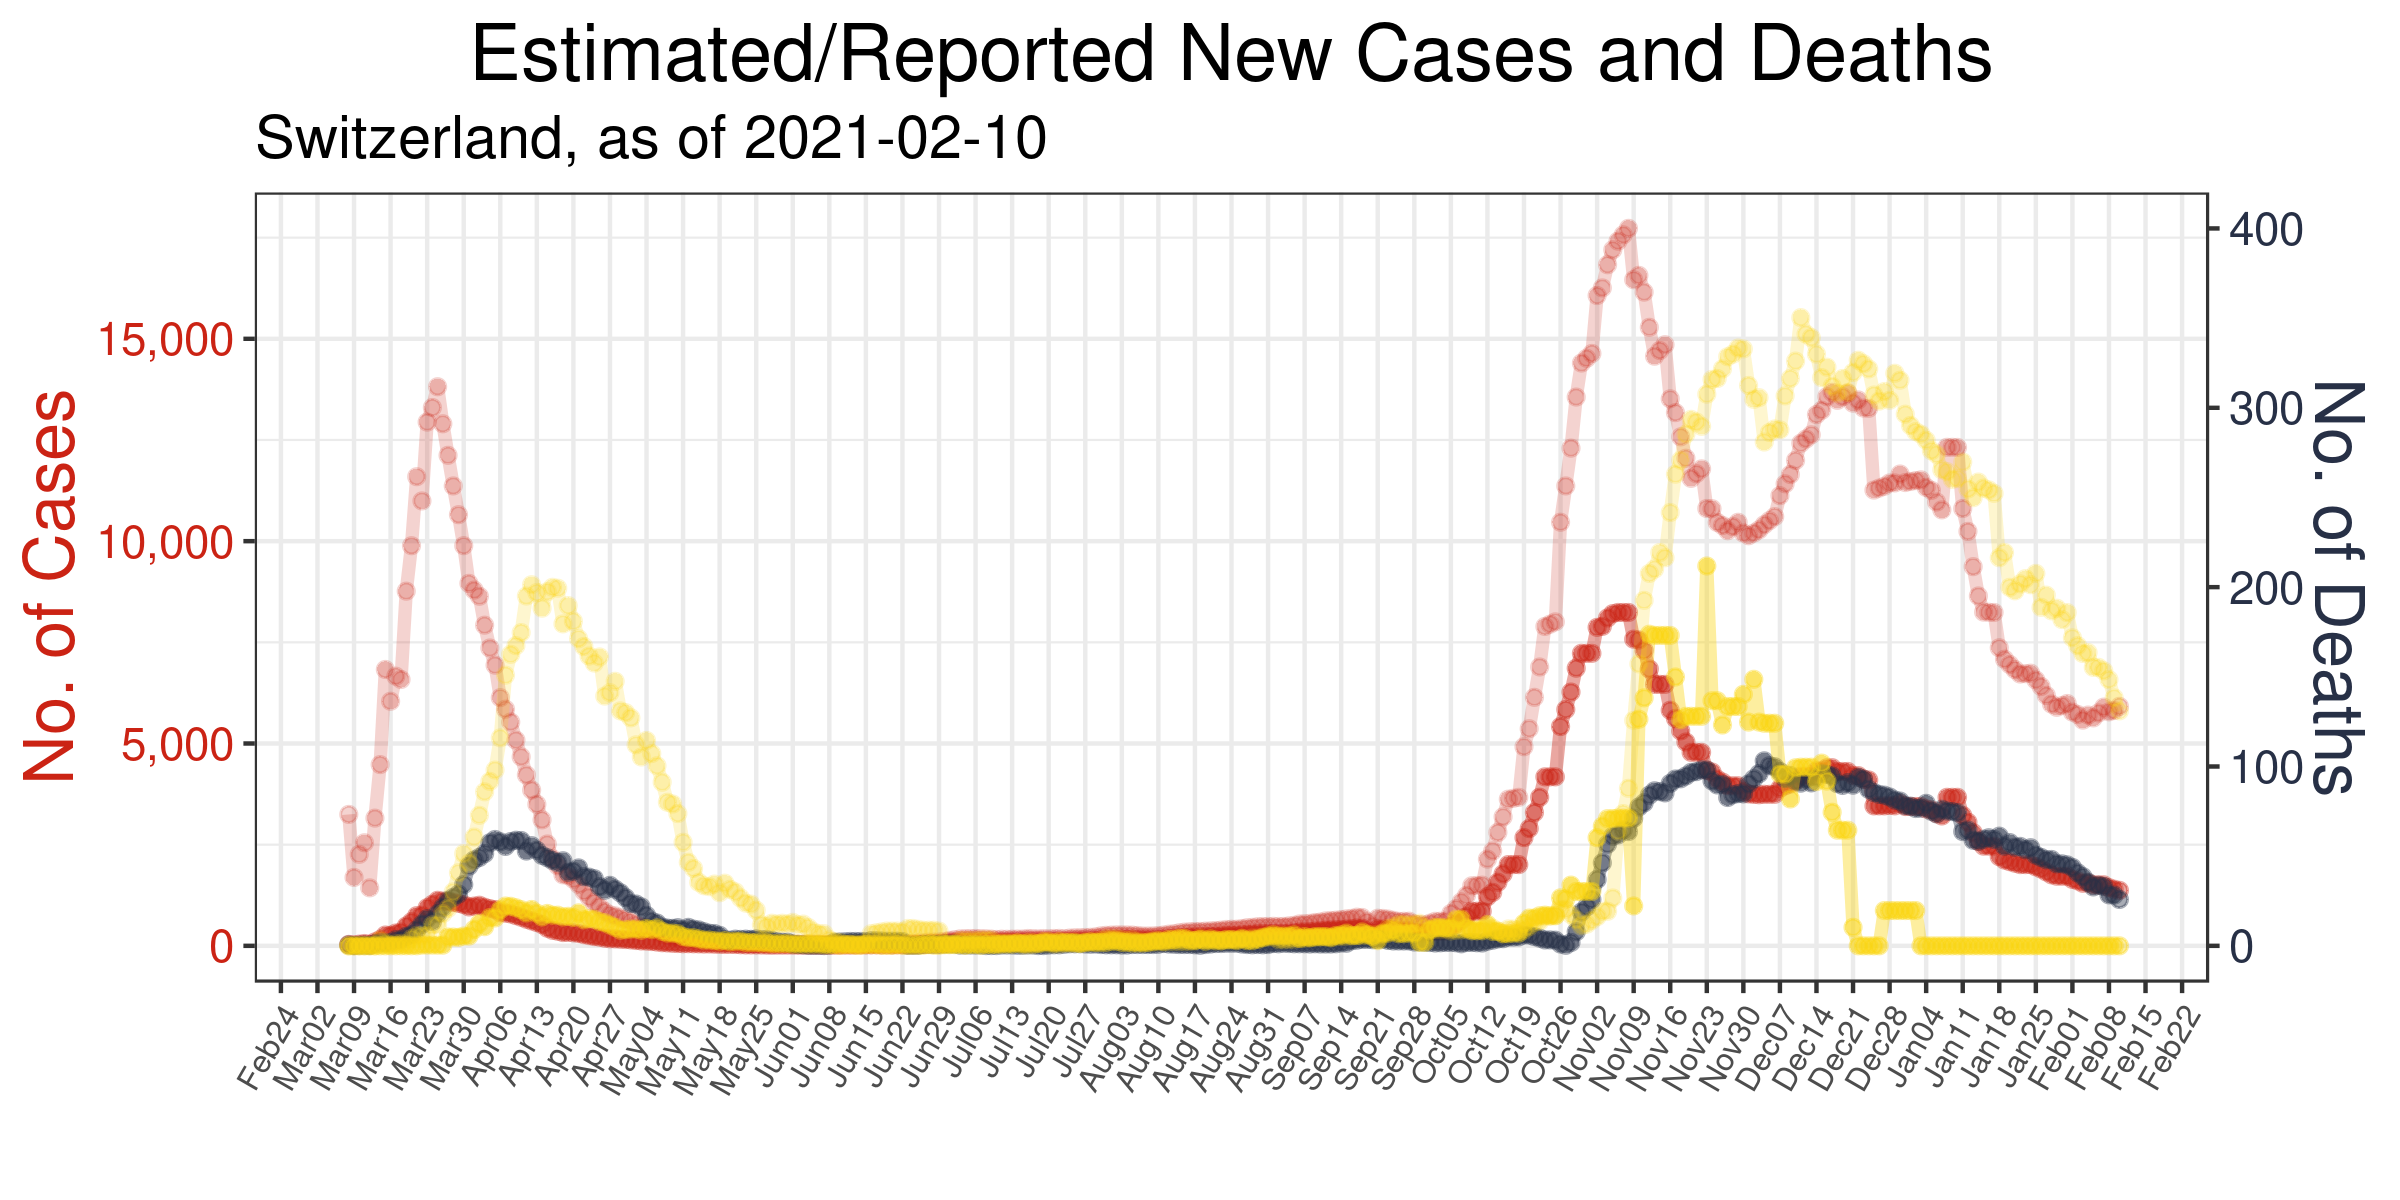 Estimated/Reported New Cases and Deaths
Switzerland, as of 2021-02-10
No. of Cases
15,000
10,000
5,000
0
400
300
200
100
0
No. of Deaths
Feb24
Mar02
Mar09
Mar16
Mar23
Mar30
Apr06
Apr13
Apr20
Apr27
May04
May11
May18
May25
Jun01
Jun08
Jun15
Jun22
Jun29
Jul06
Jul13
Jul20
Jul27
Aug03
Aug10
Aug17
Aug24
Aug31
Sep07
Sep14
Sep21
Sep28
Oct05
Oct12
Oct19
Oct26
Nov02
Nov09
Nov16
Nov23
Nov30
Dec07
Dec14
Dec21
Dec28
Jan04
Jan11
Jan18
Jan25
Feb01
Feb08
Feb15
Feb22